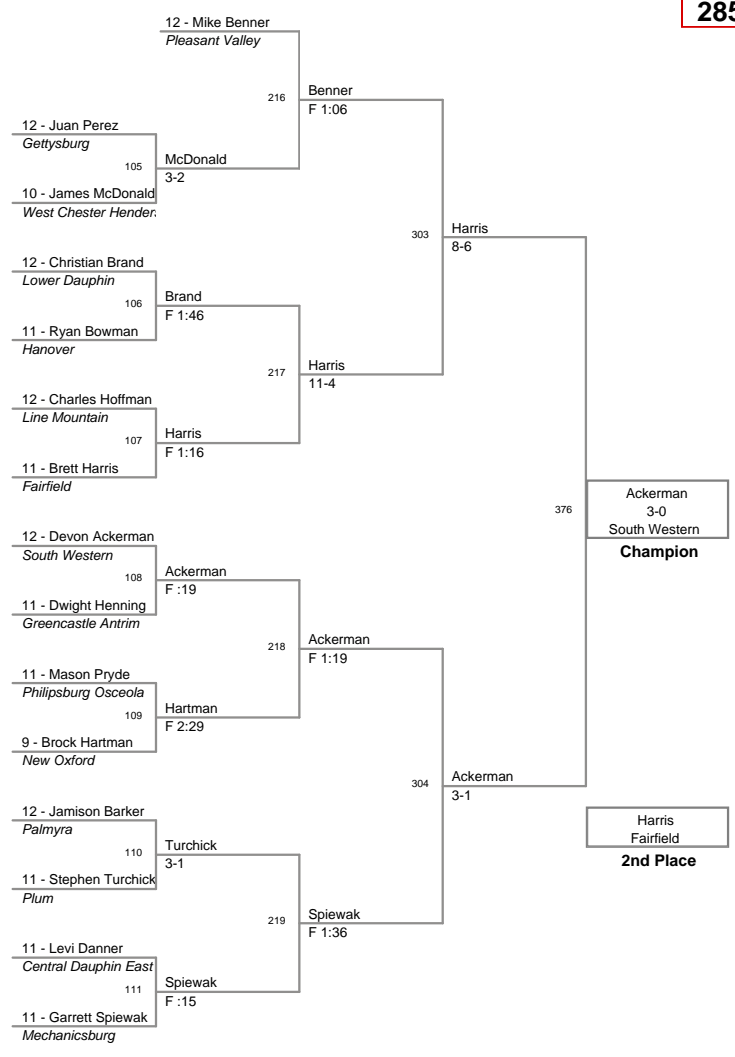 285
12 - Mike Benner
Pleasant Valley
216
Benner
F 1:06
12 - Juan Perez
Gettysburg
105
McDonald
3-2
10 - James McDonald
West Chester Hender
303
Harris
8-6
12 - Christian Brand
Lower Dauphin
106
Brand
F 1:46
11 - Ryan Bowman
Hanover
217
Harris
11-4
12 - Charles Hoffman
Line Mountain
107
Harris
F 1:16
11 - Brett Harris
Fairfield
376
Ackerman
3-0
South Western
Champion
12 - Devon Ackerman
South Western
108
Ackerman
F :19
11 - Dwight Henning
Greencastle Antrim
218
Ackerman
F 1:19
11 - Mason Pryde
Philipsburg Osceola
109
Hartman
F 2:29
9 - Brock Hartman
New Oxford
304
Ackerman
3-1
12 - Jamison Barker
Palmyra
110
Turchick
3-1
11 - Stephen Turchick
Plum
Harris
Fairfield
2nd Place
219
Spiewak
F 1:36
11 - Levi Danner
Central Dauphin East
111
Spiewak
F :15
11 - Garrett Spiewak
Mechanicsburg